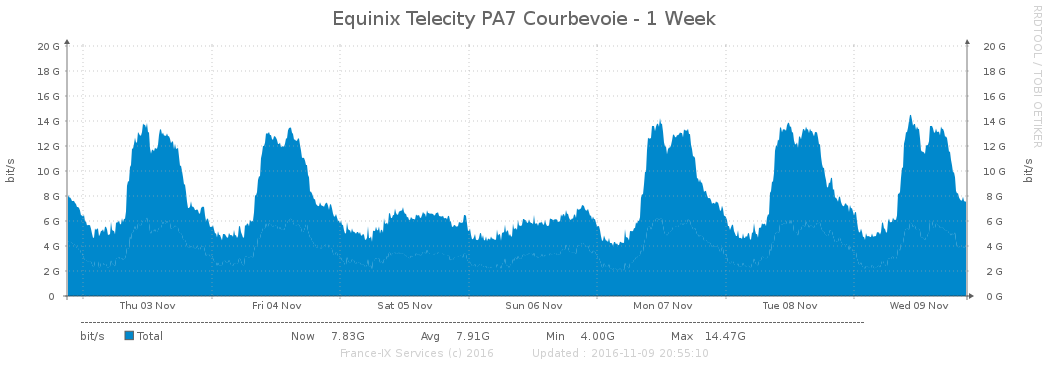 Equinix Telecity PA7 Courbevoie - 1 Week
RRDTOOL / TOBI OETIKER
bit/s
20 G 20 G
18 G 18 G
16 G 16 G
14 G 14 G
12 G 12 G
10 G 10 G
8 G 8 G
6 G 6 G
4 G 4 G
2 G 2 G
0 0 G
bit/s
Thu 03 Nov Fri 04 Nov Sat 05 Nov Sun 06 Nov Mon 07 Nov Tue 08 Nov Wed 09 Nov
bit/s Total Now 7.83G Avg 7.91G Min 4.00G Max 14.47G
France-IX Services (c) 2016 Updated : 2016-11-09 20:55:10